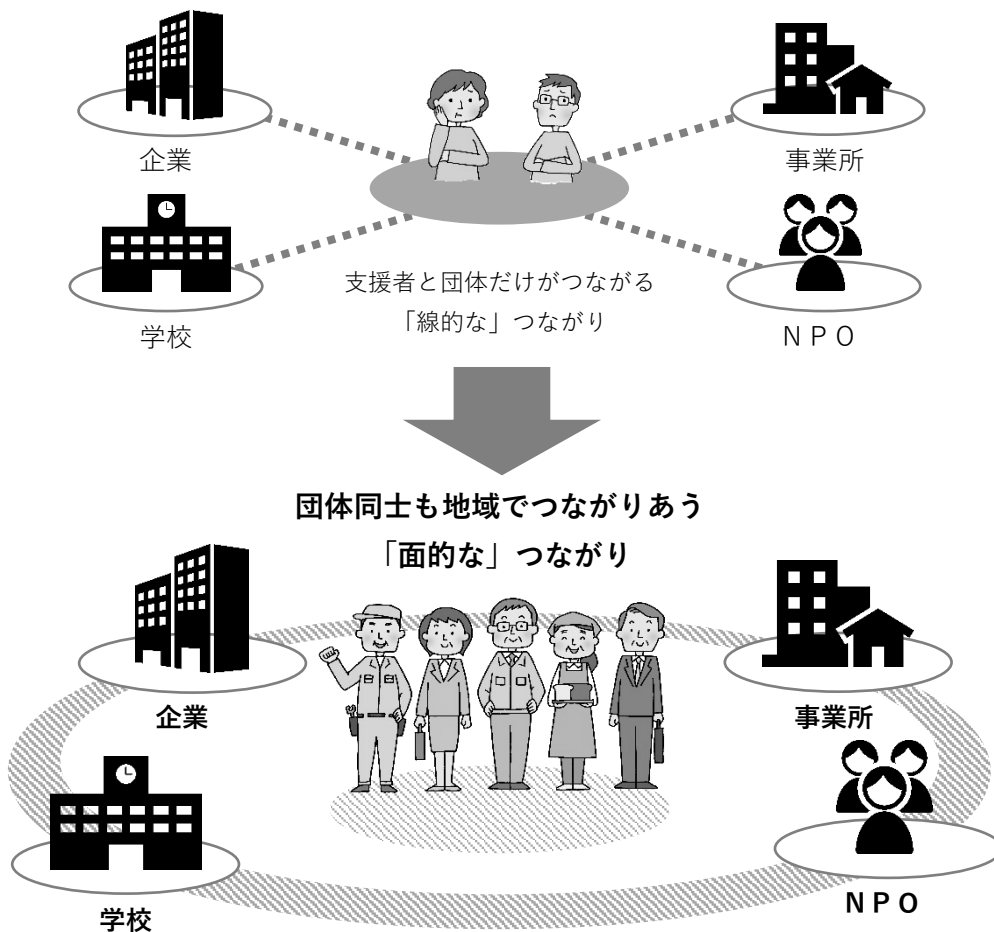 企業
事業所
学校
支援者と団体だけがつながる
「線的な」つながり
ＮＰＯ
団体同士も地域でつながりあう
「面的な」つながり
企業
事業所
学校
ＮＰＯ